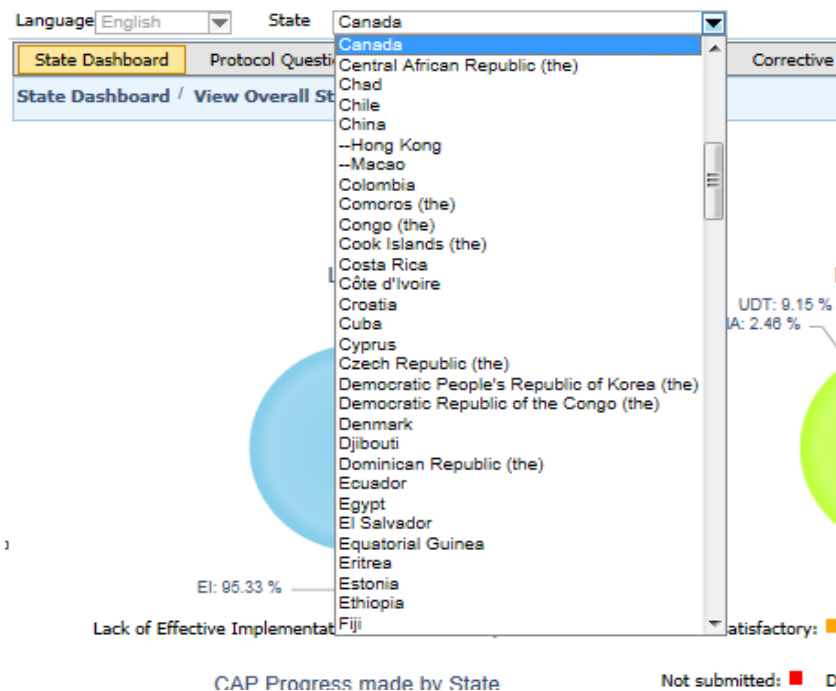 Language English State Canada
State Dashboard Protocol Questi Corrective
State Dashboard / View Overall St
Canada
Central African Republic (the)
Chad
Chile
China
--Hong Kong
--Macao
Colombia
Comoros (the)
Congo (the)
Cook Islands (the)
Costa Rica
Côte d'Ivoire
Croatia
Cuba
Cyprus
Czech Republic (the)
Democratic People's Republic of Korea (the)
Democratic Republic of the Congo (the)
Denmark
Djibouti
Dominican Republic (the)
Ecuador
Egypt
El Salvador
Equatorial Guinea
Eritrea
Estonia
Ethiopia
Fiji
UDT: 9.15 %
IA: 2.46 %
EI: 95.33 %
Lack of Effective Implementat atisfactory:
CAP Progress made by State
Not submitted: D